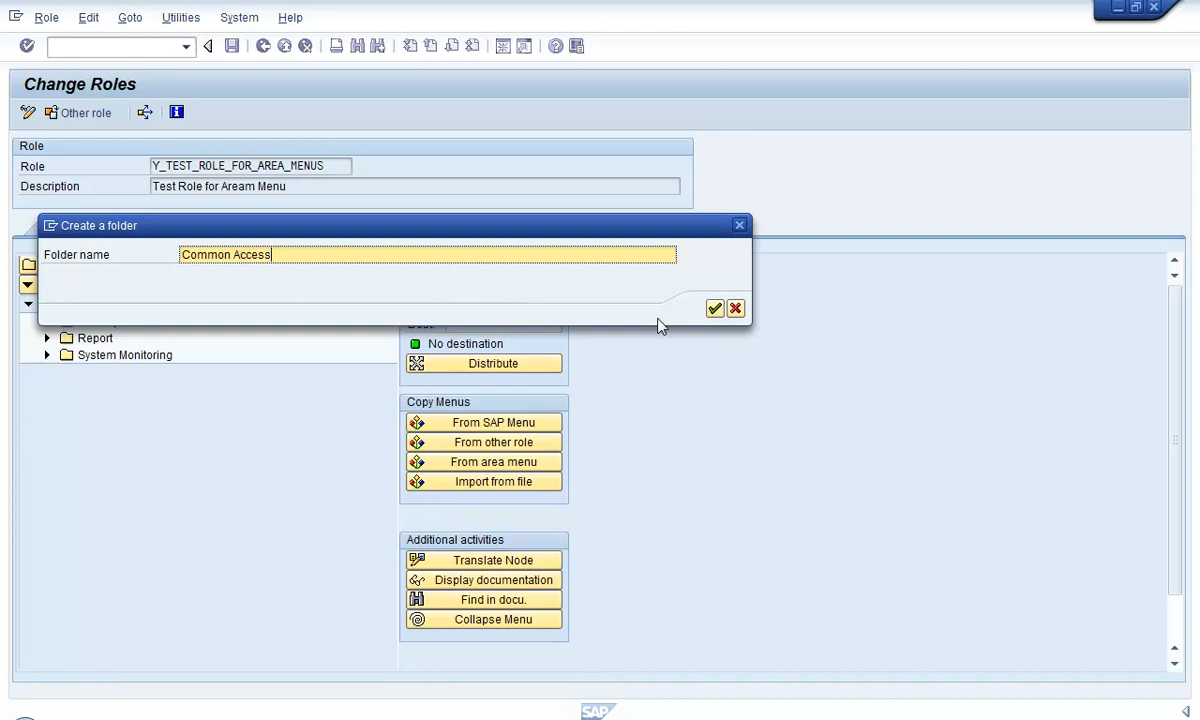 Role Edit Goto Utilities System Help
Change Roles
Other role
Role
Role Y_TEST_ROLE_FOR_AREA_MENUS
Description Test Role for Aream Menu
Create a folder
Folder name Common Access
Report
System Monitoring
No destination
Distribute
Copy Menus
From SAP Menu
From other role
From area menu
Import from file
Additional activities
Translate Node
Display documentation
Find in docu.
Collapse Menu
SAP